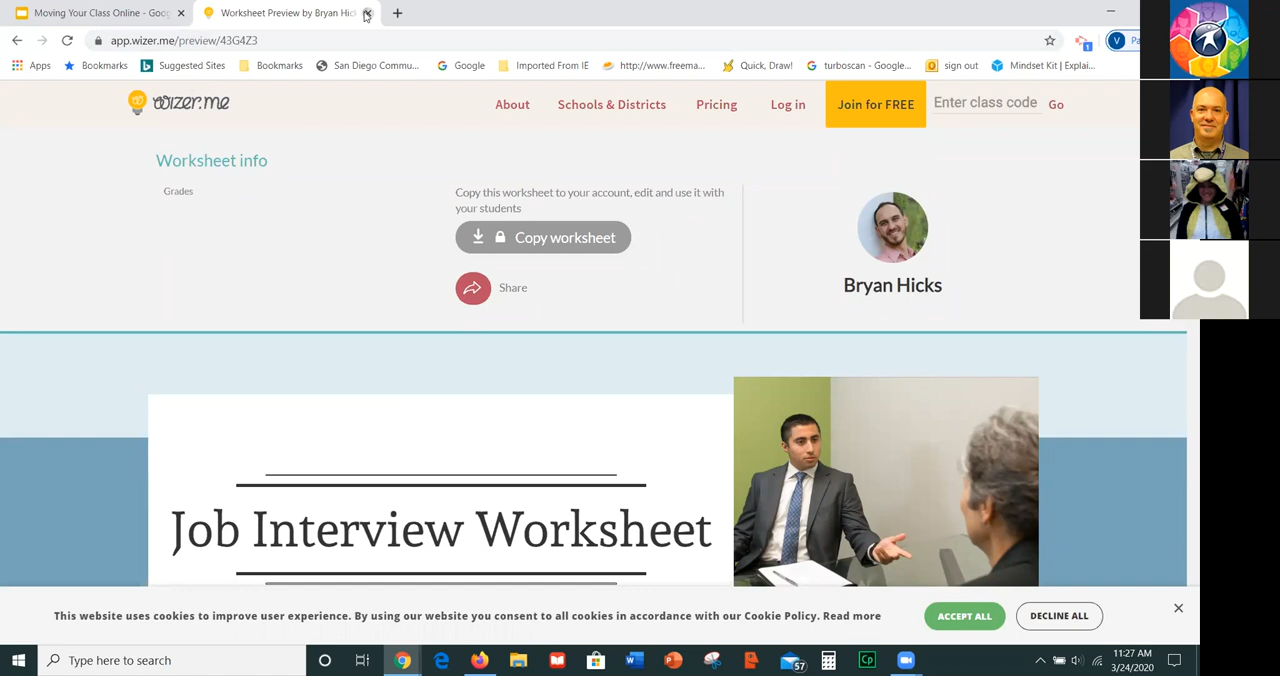 Moving Your Class Online - Goog
Worksheet Preview by Bryan Hic
app.wizer.me/preview/43G4Z3
1
V
Pa
Apps
Bookmarks
Suggested Sites
Bookmarks
San Diego Commu...
Google
Imported From IE
http://www.freema...
Quick, Draw!
turbscan - Google...
sign out
Mindset Kit | Explai...
wizer.me
About
Schools & Districts
Pricing
Log in
Join for FREE
Enter class code
Go
Worksheet info
Grades
Copy this worksheet to your account, edit and use it with
your students
Copy worksheet
Share
Bryan Hicks
Job Interview Worksheet
This website uses cookies to improve user experience. By using our website you consent to all cookies in accordance with our Cookie Policy. Read more
ACCEPT ALL
DECLINE ALL
Type here to search
57
Cp
11:27 AM
3/24/2020